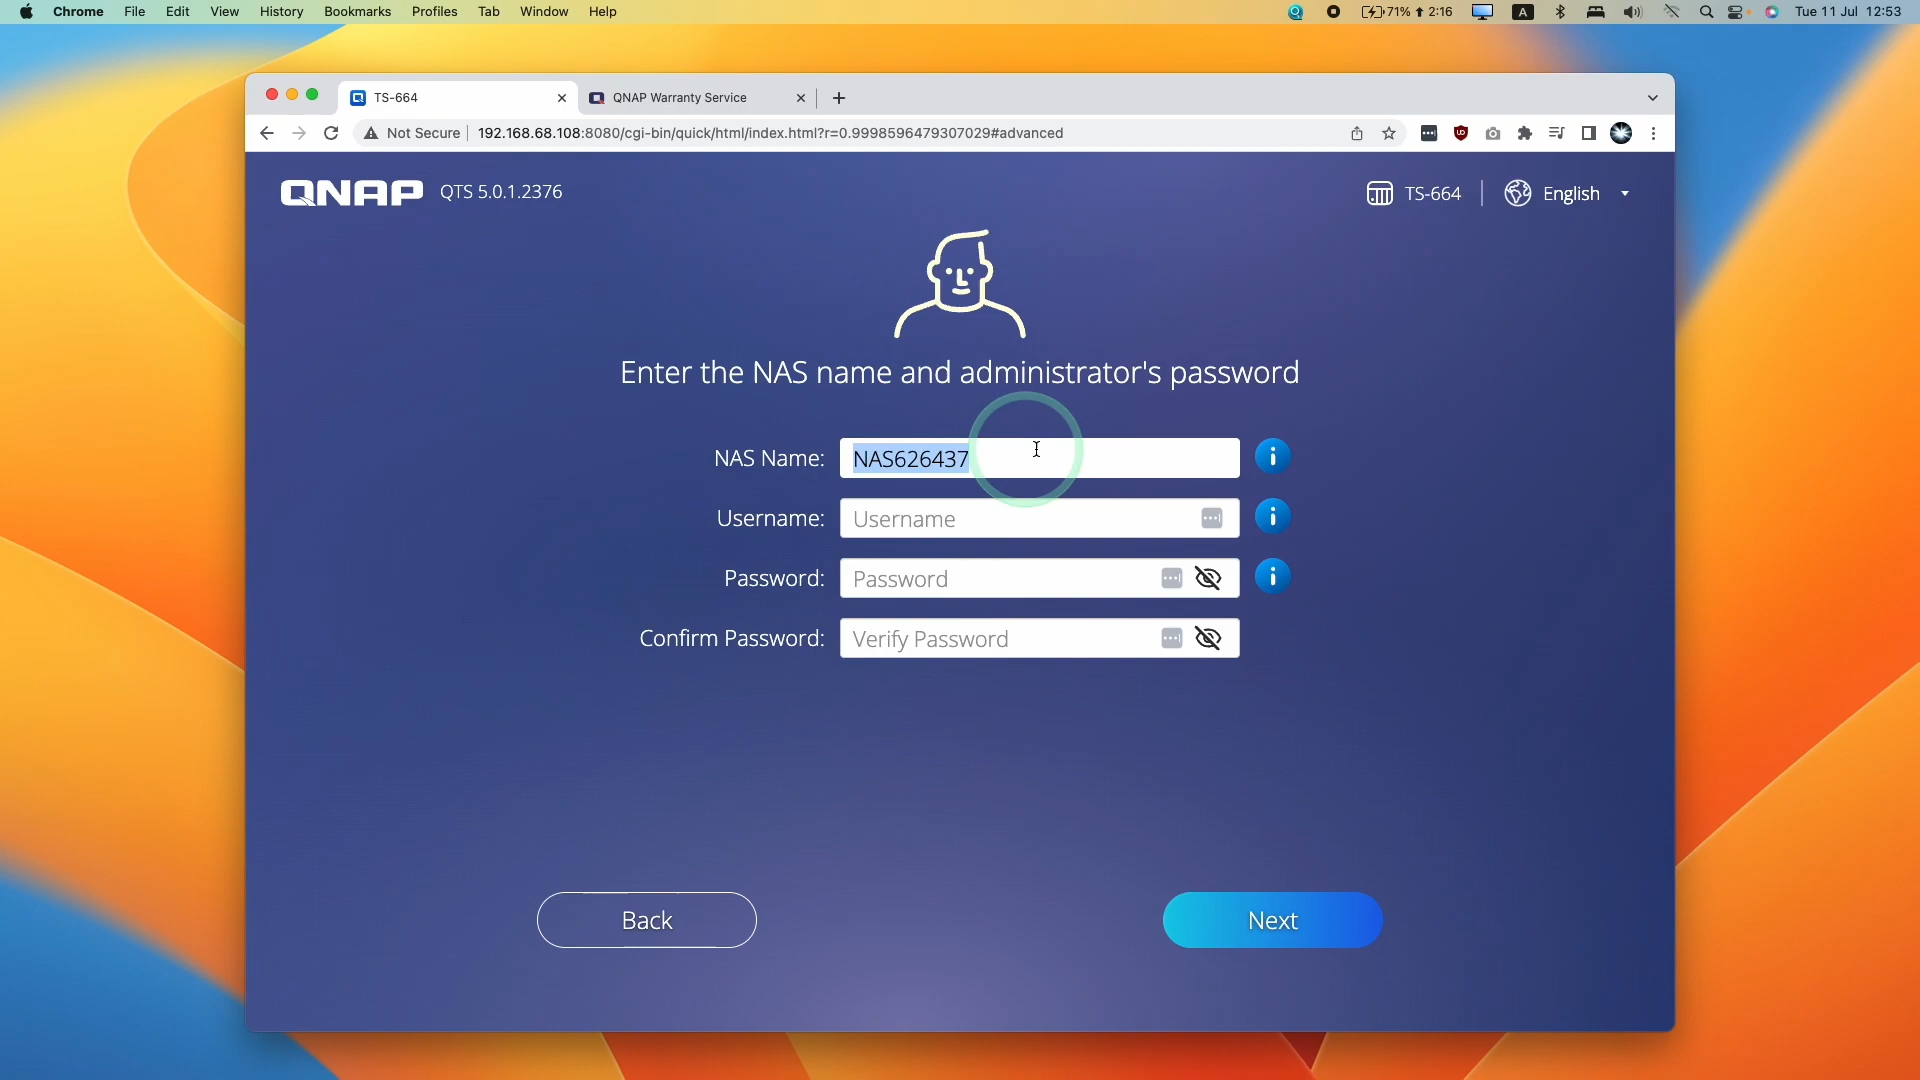 Chrome File Edit View History Bookmarks Profiles Tab Window Help 71% 2:16 A Tue 11 Jul 12:53
TS-664 QNAP Warranty Service
Not Secure 192.168.68.108:8080/cgi-bin/quick/html/index.html?r=0.9998596479307029#advanced
QNAP QTS 5.0.1.2376 TS-664 English
Enter the NAS name and administrator's password
NAS Name: NAS626437
Username: Username
Password: Password
Confirm Password: Verify Password
Back Next